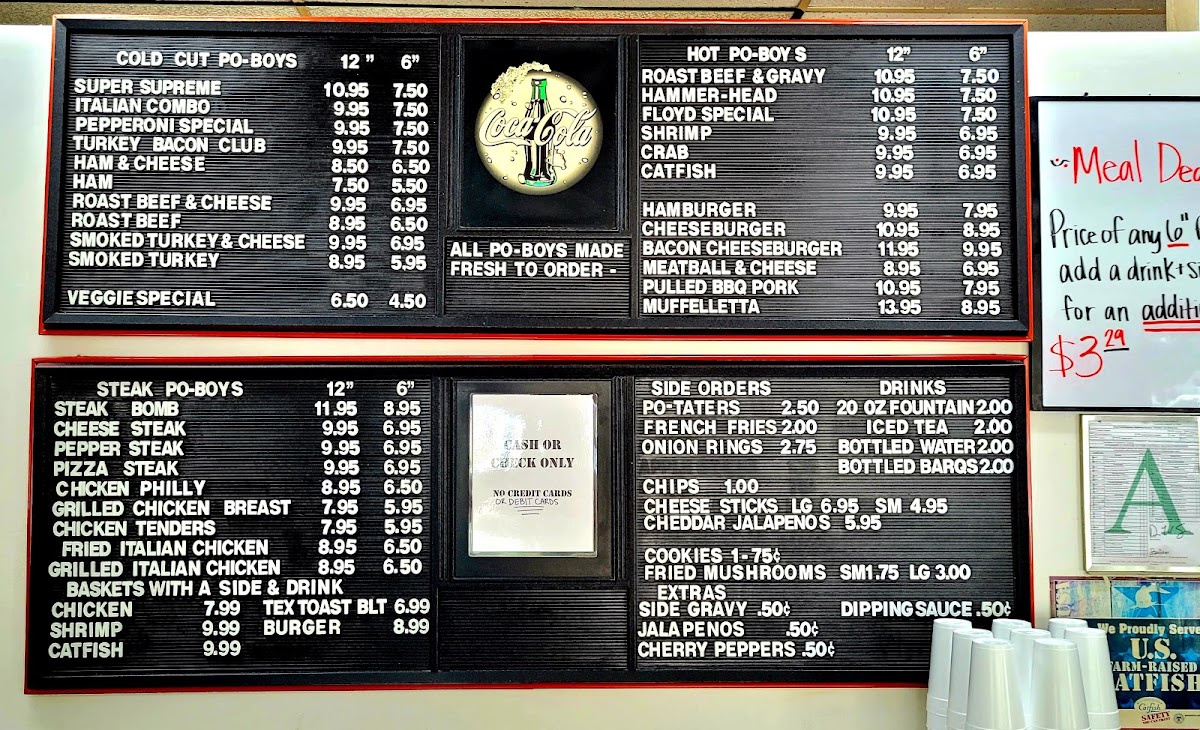 COLD CUT PO-BOYS 12" 6"
SUPER SUPREME 10.95 7.50
ITALIAN COMBO 9.95 7.50
PEPPERONI SPECIAL 9.95 7.50
TURKEY BACON CLUB 9.95 7.50
HAM & CHEESE 8.50 6.50
HAM 7.50 5.50
ROAST BEEF & CHEESE 9.95 6.95
ROAST BEEF 8.95 6.50
SMOKED TURKEY & CHEESE 9.95 6.95
SMOKED TURKEY 8.95 5.95
VEGGIE SPECIAL 6.50 4.50
Coca-Cola
ALL PO-BOYS MADE
FRESH TO ORDER -
HOT PO-BOYS 12" 6"
ROAST BEEF & GRAVY 10.95 7.50
HAMMER-HEAD 10.95 7.50
FLOYD SPECIAL 10.95 7.50
SHRIMP 9.95 6.95
CRAB 9.95 6.95
CATFISH 9.95 6.95
HAMBURGER 9.95 7.95
CHEESEBURGER 10.95 8.95
BACON CHEESEBURGER 11.95 9.95
MEATBALL & CHEESE 8.95 6.95
PULLED BBQ PORK 10.95 7.95
MUFFELLETTA 13.95 8.95
Meal Dea
Price of any 6"
add a drink + si
for an additi
$3 29
STEAK PO-BOYS 12" 6"
STEAK BOMB 11.95 8.95
CHEESE STEAK 9.95 6.95
PEPPER STEAK 9.95 6.95
PIZZA STEAK 9.95 6.95
CHICKEN PHILLY 8.95 6.50
GRILLED CHICKEN BREAST 7.95 5.95
CHICKEN TENDERS 7.95 5.95
FRIED ITALIAN CHICKEN 8.95 6.50
GRILLED ITALIAN CHICKEN 8.95 6.50
BASKETS WITH A SIDE & DRINK
CHICKEN 7.99 TEX TOAST BLT 6.99
SHRIMP 9.99 BURGER 8.99
CATFISH 9.99
CASH OR
CHECK ONLY
NO CREDIT CARDS
OR DEBIT CARDS
SIDE ORDERS DRINKS
PO-TATERS 2.50 20 OZ FOUNTAIN 2.00
FRENCH FRIES 2.00 ICED TEA 2.00
ONION RINGS 2.75 BOTTLED WATER 2.00
BOTTLED BARQS 2.00
CHIPS 1.00
CHEESE STICKS LG 6.95 SM 4.95
CHEDDAR JALAPENOS 5.95
COOKIES 1-75¢
FRIED MUSHROOMS SM 1.75 LG 3.00
EXTRAS
SIDE GRAVY .50¢ DIPPING SAUCE .50¢
JALAPENOS .50¢
CHERRY PEPPERS .50¢
A
We Proudly Serve
U.S.
FARM-RAISED
CATFISH
Catfish
SAFETY